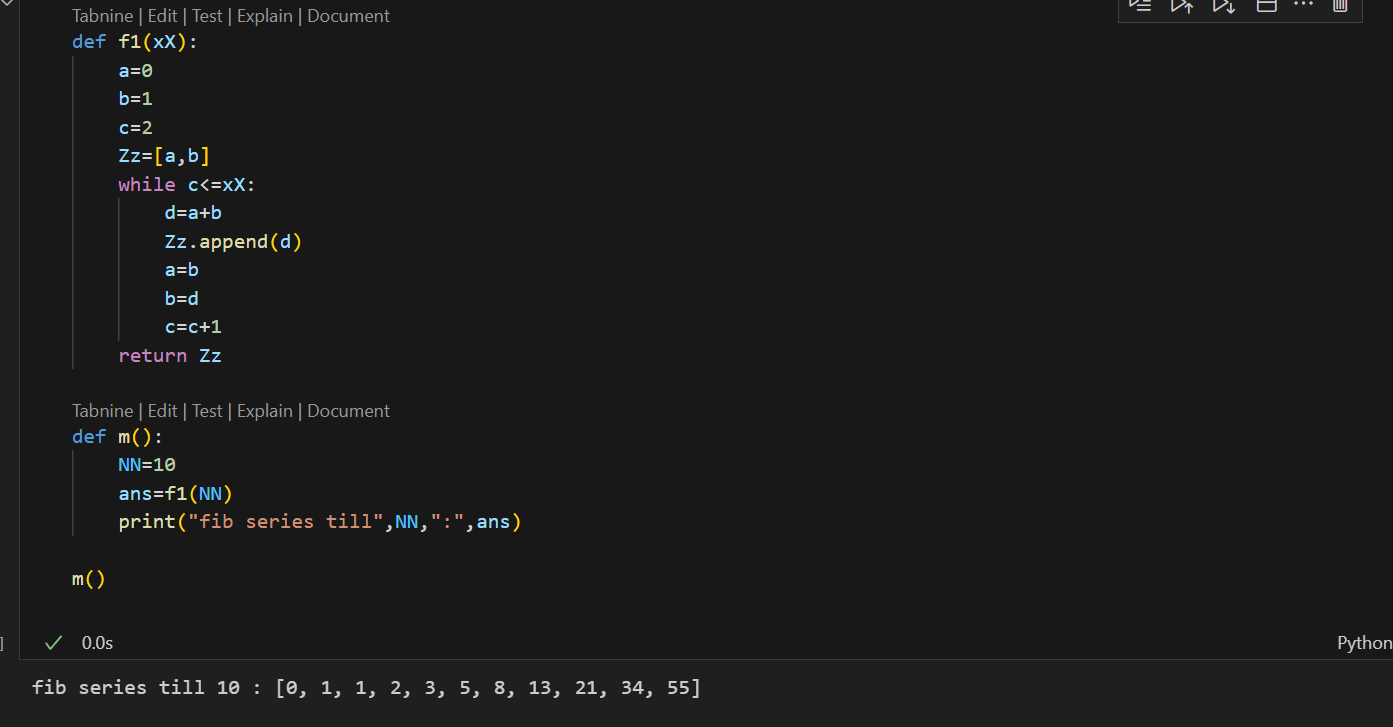 Tabnine | Edit | Test | Explain | Document
def f1(xX):
    a=0
    b=1
    c=2
    Zz=[a,b]
    while c<=xX:
        d=a+b
        Zz.append(d)
        a=b
        b=d
        c=c+1
    return Zz
Tabnine | Edit | Test | Explain | Document
def m():
    NN=10
    ans=f1(NN)
    print("fib series till",NN,":",ans)
m()
] 0.0s Python
fib series till 10 : [0, 1, 1, 2, 3, 5, 8, 13, 21, 34, 55]